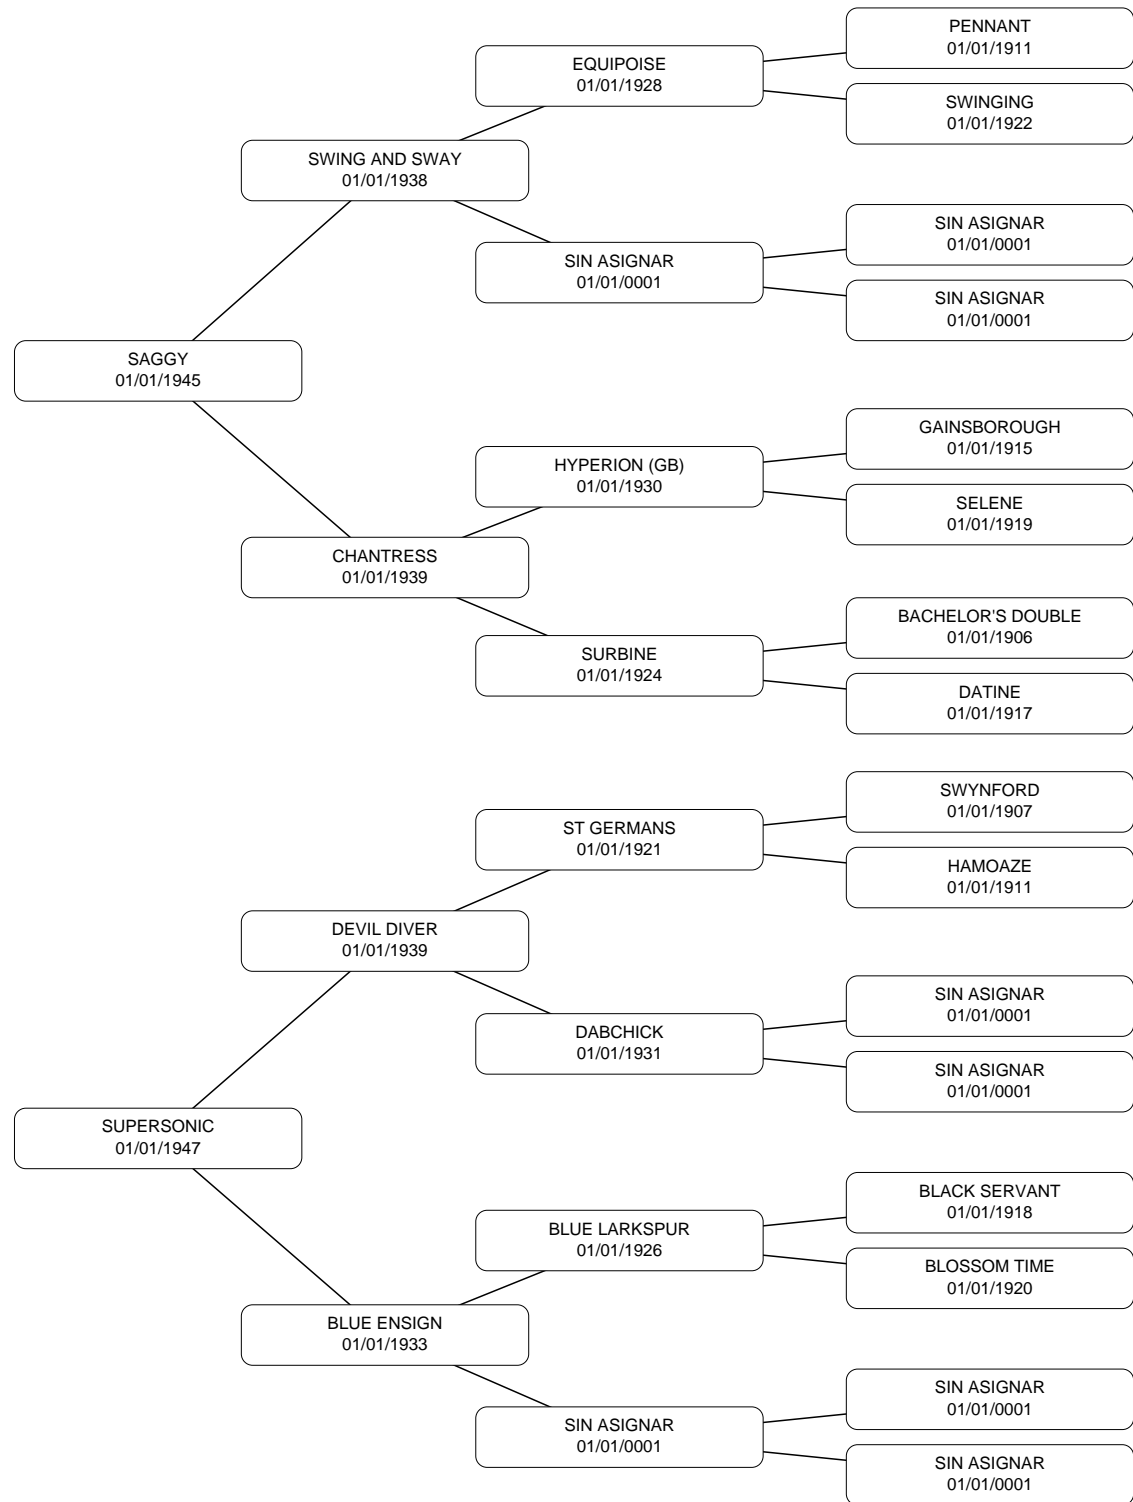 PENNANT
01/01/1911
EQUIPOISE
01/01/1928
SWINGING
01/01/1922
SWING AND SWAY
01/01/1938
SIN ASIGNAR
01/01/0001
SIN ASIGNAR
01/01/0001
SIN ASIGNAR
01/01/0001
SAGGY
01/01/1945
GAINSBOROUGH
01/01/1915
HYPERION (GB)
01/01/1930
SELENE
01/01/1919
CHANTRESS
01/01/1939
BACHELOR'S DOUBLE
01/01/1906
SURBINE
01/01/1924
DATINE
01/01/1917
SWYNFORD
01/01/1907
ST GERMANS
01/01/1921
HAMOAZE
01/01/1911
DEVIL DIVER
01/01/1939
SIN ASIGNAR
01/01/0001
DABCHICK
01/01/1931
SIN ASIGNAR
01/01/0001
SUPERSONIC
01/01/1947
BLACK SERVANT
01/01/1918
BLUE LARKSPUR
01/01/1926
BLOSSOM TIME
01/01/1920
BLUE ENSIGN
01/01/1933
SIN ASIGNAR
01/01/0001
SIN ASIGNAR
01/01/0001
SIN ASIGNAR
01/01/0001